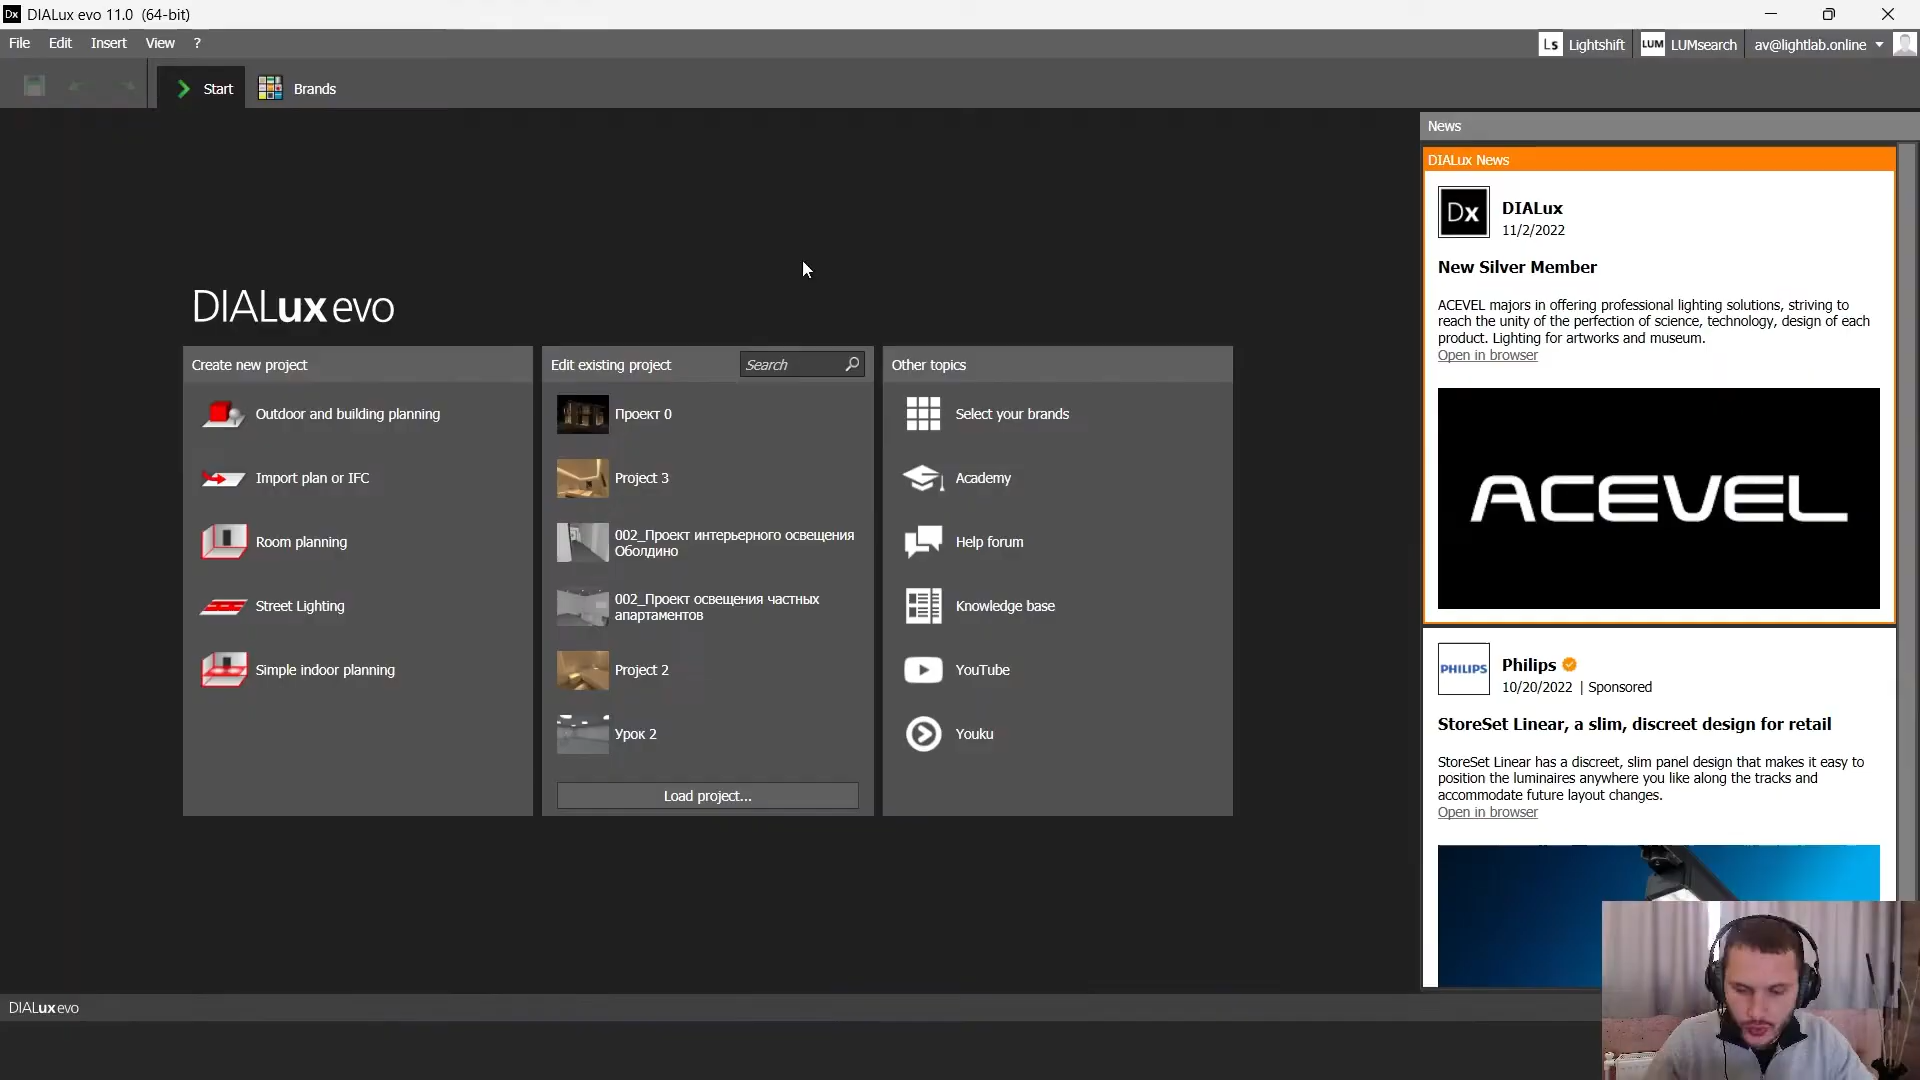 Dx DIALux evo 11.0 (64-bit)
File Edit Insert View ?
Ls Lightshift LUM LUMsearch av@lightlab.online
Start Brands
News
DIALux News
Dx DIALux
11/2/2022
New Silver Member
ACEVEL majors in offering professional lighting solutions, striving to
reach the unity of the perfection of science, technology, design of each
product. Lighting for artworks and museum.
Open in browser
ACEVEL
PHILIPS Philips
10/20/2022 | Sponsored
StoreSet Linear, a slim, discreet design for retail
StoreSet Linear has a discreet, slim panel design that makes it easy to
position the luminaires anywhere you like along the tracks and
accommodate future layout changes.
Open in browser
DIALux evo
Create new project
Outdoor and building planning
Import plan or IFC
Room planning
Street Lighting
Simple indoor planning
Edit existing project Search
Проект 0
Project 3
002_Проект интерьерного освещения
Оболдино
002_Проект освещения частных
апартаментов
Project 2
Урок 2
Load project...
Other topics
Select your brands
Academy
Help forum
Knowledge base
YouTube
Youku
DIALux evo